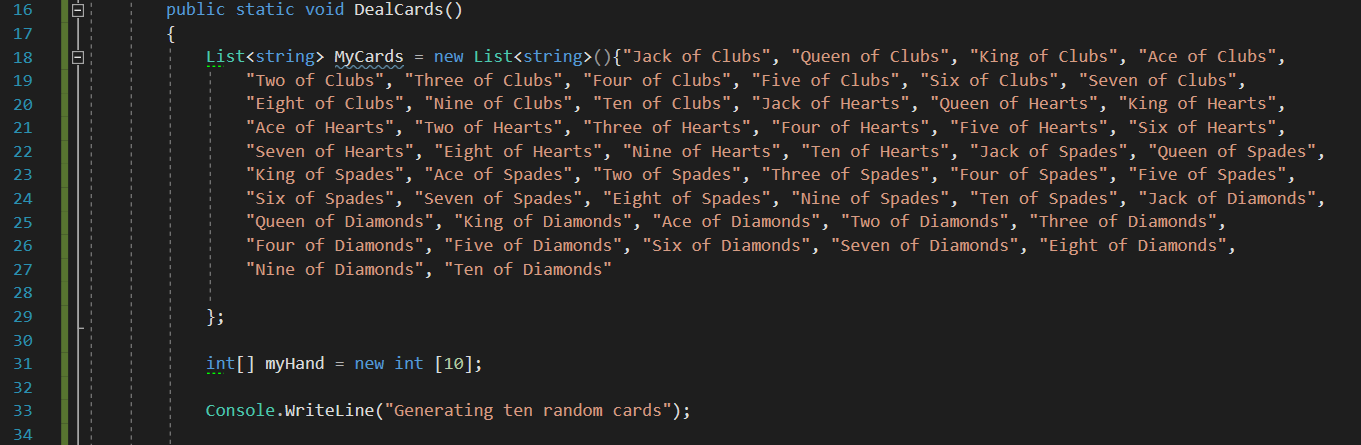 16 public static void DealCards()
17 {
18 List<string> MyCards = new List<string>(){"Jack of Clubs", "Queen of Clubs", "King of Clubs", "Ace of Clubs",
19 "Two of Clubs", "Three of Clubs", "Four of Clubs", "Five of Clubs", "Six of Clubs", "Seven of Clubs",
20 "Eight of Clubs", "Nine of Clubs", "Ten of Clubs", "Jack of Hearts", "Queen of Hearts", "King of Hearts",
21 "Ace of Hearts", "Two of Hearts", "Three of Hearts", "Four of Hearts", "Five of Hearts", "Six of Hearts",
22 "Seven of Hearts", "Eight of Hearts", "Nine of Hearts", "Ten of Hearts", "Jack of Spades", "Queen of Spades",
23 "King of Spades", "Ace of Spades", "Two of Spades", "Three of Spades", "Four of Spades", "Five of Spades",
24 "Six of Spades", "Seven of Spades", "Eight of Spades", "Nine of Spades", "Ten of Spades", "Jack of Diamonds",
25 "Queen of Diamonds", "King of Diamonds", "Ace of Diamonds", "Two of Diamonds", "Three of Diamonds",
26 "Four of Diamonds", "Five of Diamonds", "Six of Diamonds", "Seven of Diamonds", "Eight of Diamonds",
27 "Nine of Diamonds", "Ten of Diamonds"
28
29 };
30
31 int[] myHand = new int [10];
32
33 Console.WriteLine("Generating ten random cards");
34